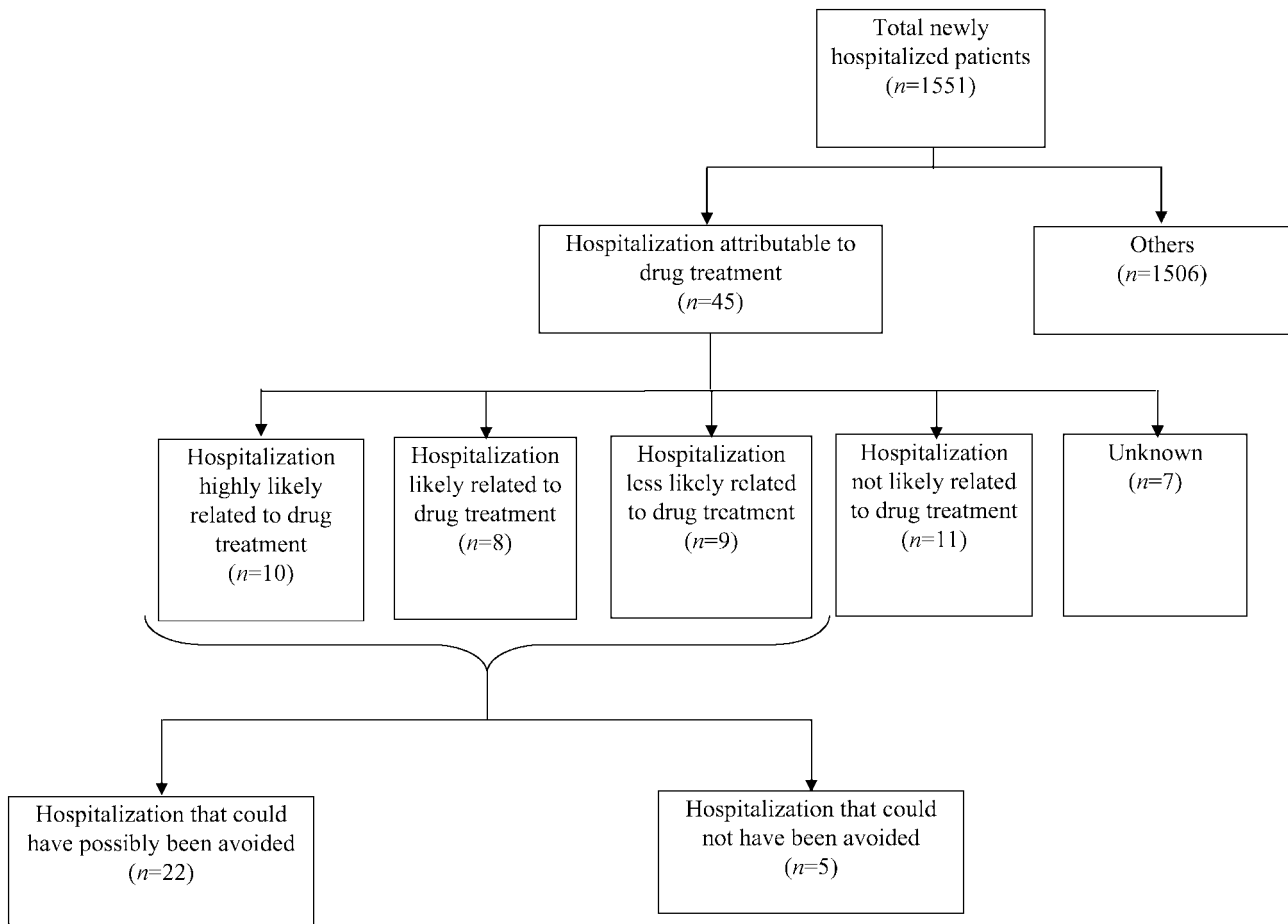 Total newly
hospitalized patients
(n=1551)
Hospitalization attributable to
drug treatment
(n=45)
Others
(n=1506)
Hospitalization
highly likely
related to drug
treatment
(n=10)
Hospitalization
likely related to
drug treatment
(n=8)
Hospitalization
less likely related
to drug treatment
(n=9)
Hospitalization
not likely related
to drug treatment
(n=11)
Unknown
(n=7)
Hospitalization that could
have possibly been avoided
(n=22)
Hospitalization that could
not have been avoided
(n=5)